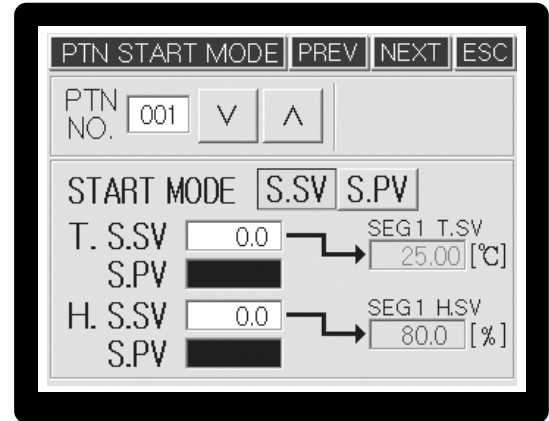 PTN START MODE PREV NEXT ESC
PTN NO. 001 ∨ ∧
START MODE S.SV S.PV
T. S.SV 0.0 SEG1 T.SV 25.00 [℃]
S.PV
H. S.SV 0.0 SEG1 H.SV 80.0 [%]
S.PV